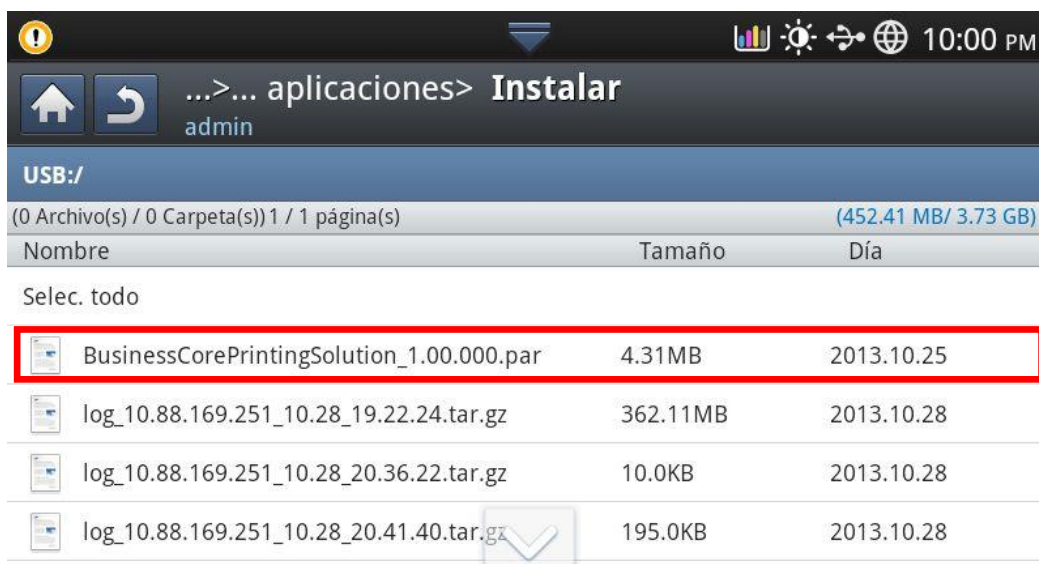 10:00 PM
...>... aplicaciones> Instalar
admin
USB:/
(0 Archivo(s) / 0 Carpeta(s)) 1 / 1 página(s) (452.41 MB/ 3.73 GB)
Nombre Tamaño Día
Selec. todo
BusinessCorePrintingSolution_1.00.000.par 4.31MB 2013.10.25
log_10.88.169.251_10.28_19.22.24.tar.gz 362.11MB 2013.10.28
log_10.88.169.251_10.28_20.36.22.tar.gz 10.0KB 2013.10.28
log_10.88.169.251_10.28_20.41.40.tar.gz 195.0KB 2013.10.28